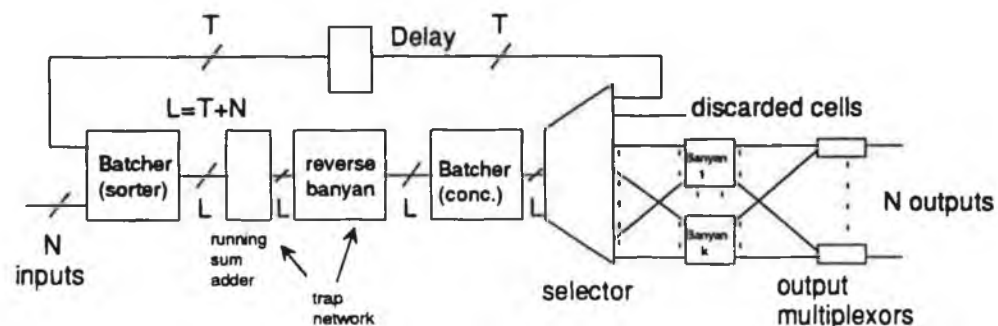 T
Delay
T
L=T+N
discarded cells
Batcher
(sorter)
reverse
banyan
Batcher
(conc.)
Banyan
1
L
L
L
L
N
inputs
running
sum
adder
trap
network
selector
Banyan
k
N outputs
output
multiplexors